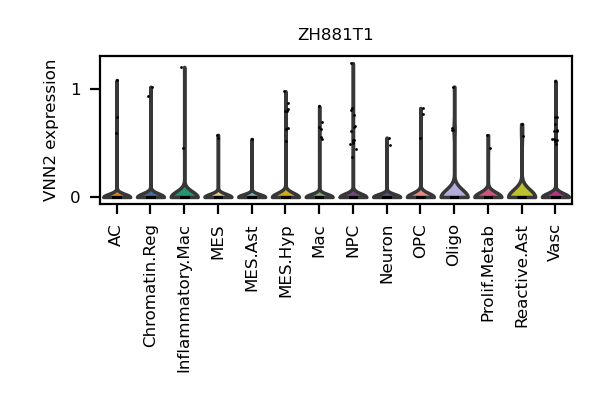 ZH881T1
VNN2 expression
1
0
AC
Chromatin.Reg
Inflammatory.Mac
MES
MES.Ast
MES.Hyp
Mac
NPC
Neuron
OPC
Oligo
Prolif.Metab
Reactive.Ast
Vasc